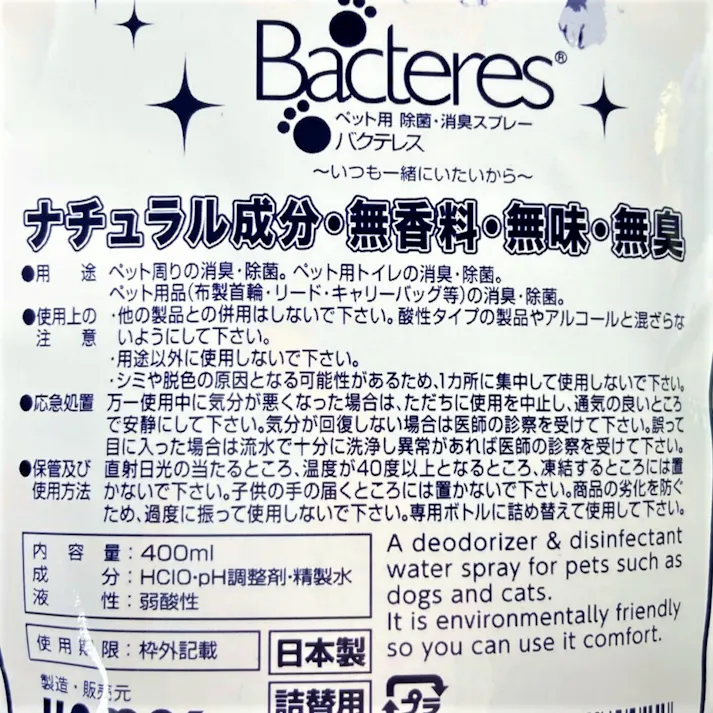 Bacteres®
ペット用 除菌・消臭スプレー
バクテレス
～いつも一緒にいたいから～
ナチュラル成分・無香料・無味・無臭
●用 途 ペット周りの消臭・除菌。ペット用トイレの消臭・除菌。
ペット用品(布製首輪・リード・キャリーバッグ等)の消臭・除菌。
●使用上の ・他の製品との併用はしないで下さい。酸性タイプの製品やアルコールと混ざらな
注 意 いようにして下さい。
・用途以外に使用しないで下さい。
・シミや脱色の原因となる可能性があるため、1カ所に集中して使用しないで下さい。
●応急処置 万一使用中に気分が悪くなった場合は、ただちに使用を中止し、通気の良いところ
で安静にして下さい。気分が回復しない場合は医師の診察を受けて下さい。誤って
目に入った場合は流水で十分に洗浄し異常があれば医師の診察を受けて下さい。
●保管及び 直射日光の当たるところ、温度が40度以上となるところ、凍結するところには置
使用方法 かないで下さい。子供の手の届くところには置かないで下さい。商品の劣化を防ぐ
ため、過度に振って使用しないで下さい。専用ボトルに詰め替えて使用して下さい。
内 容 量：400ml
成 分：HClO・pH調整剤・精製水
液 性：弱酸性
使用期限：枠外記載
日本製
A deodorizer & disinfectant
water spray for pets such as
dogs and cats.
It is environmentally friendly
so you can use it comfort.
製造・販売元
詰替用
プラ